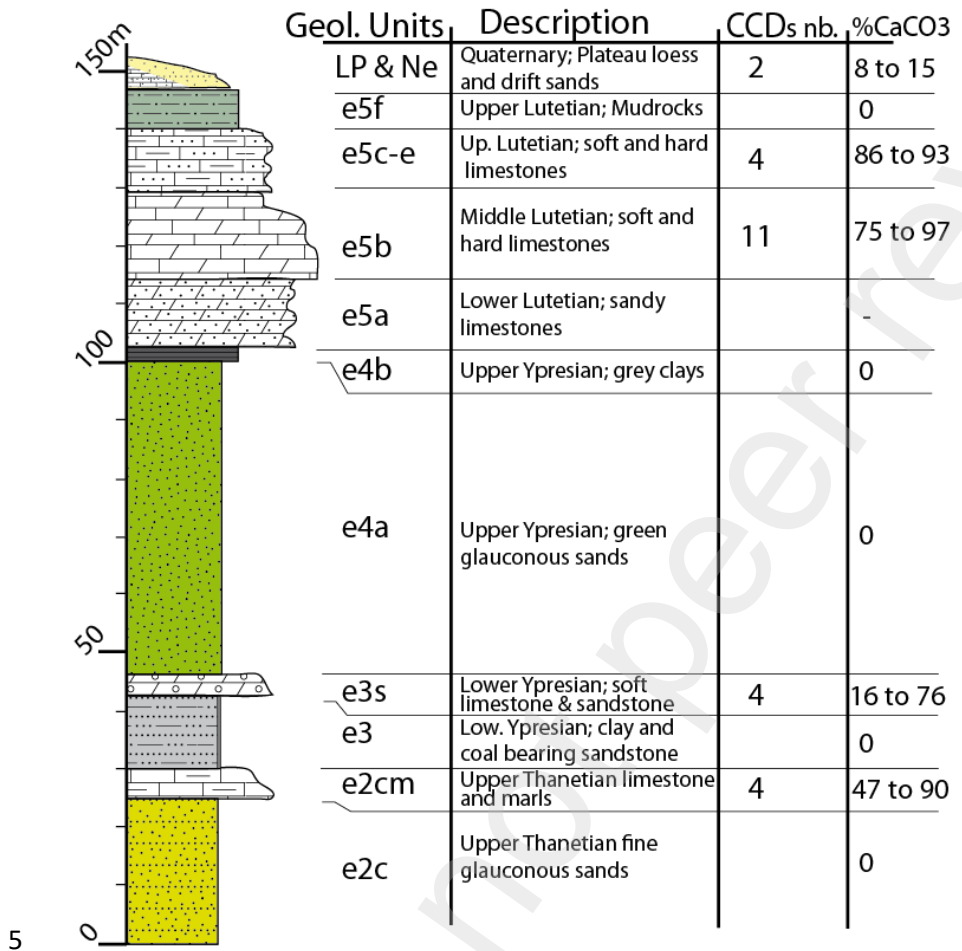 Geol. Units Description CCDs nb. %CaCO3
150m
LP & Ne Quaternary; Plateau loess and drift sands 2 8 to 15
e5f Upper Lutetian; Mudrocks 0
e5c-e Up. Lutetian; soft and hard limestones 4 86 to 93
e5b Middle Lutetian; soft and hard limestones 11 75 to 97
e5a Lower Lutetian; sandy limestones -
100
e4b Upper Ypresian; grey clays 0
e4a Upper Ypresian; green glauconous sands 0
50
e3s Lower Ypresian; soft limestone & sandstone 4 16 to 76
e3 Low. Ypresian; clay and coal bearing sandstone 0
e2cm Upper Thanetian limestone and marls 4 47 to 90
e2c Upper Thanetian fine glauconous sands 0
0
5
not peer rev